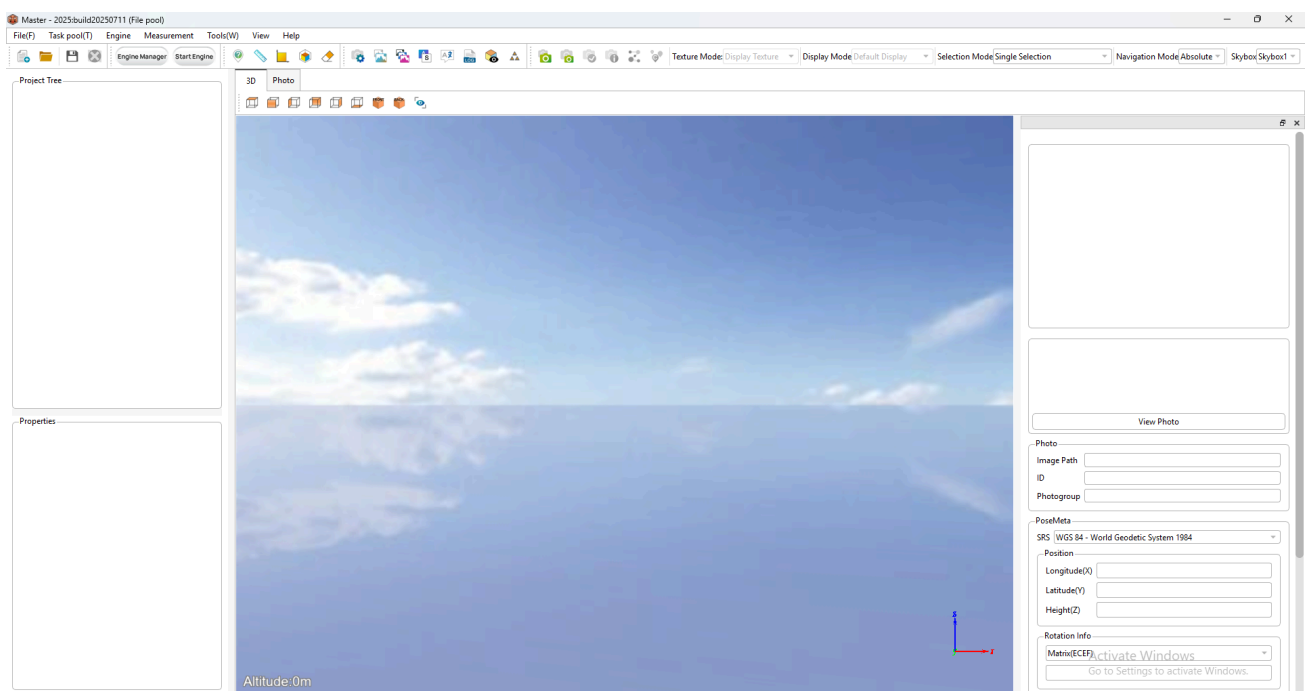 Master - 2025:build20250711 (File pool)
File(F) Task pool(T) Engine Measurement Tools(W) View Help
Engine Manager Start Engine Texture Mode: Display Texture Display Mode Default Display Selection Mode Single Selection Navigation Mode Absolute Skybox Skybox1
Project Tree
3D Photo
Properties
Altitude:0m
View Photo
Photo
Image Path
ID
Photogroup
PoseMeta
SRS WGS 84 - World Geodetic System 1984
Position
Longitude(X)
Latitude(Y)
Height(Z)
Rotation Info
Matrix(ECEF)
Activate Windows
Go to Settings to activate Windows.